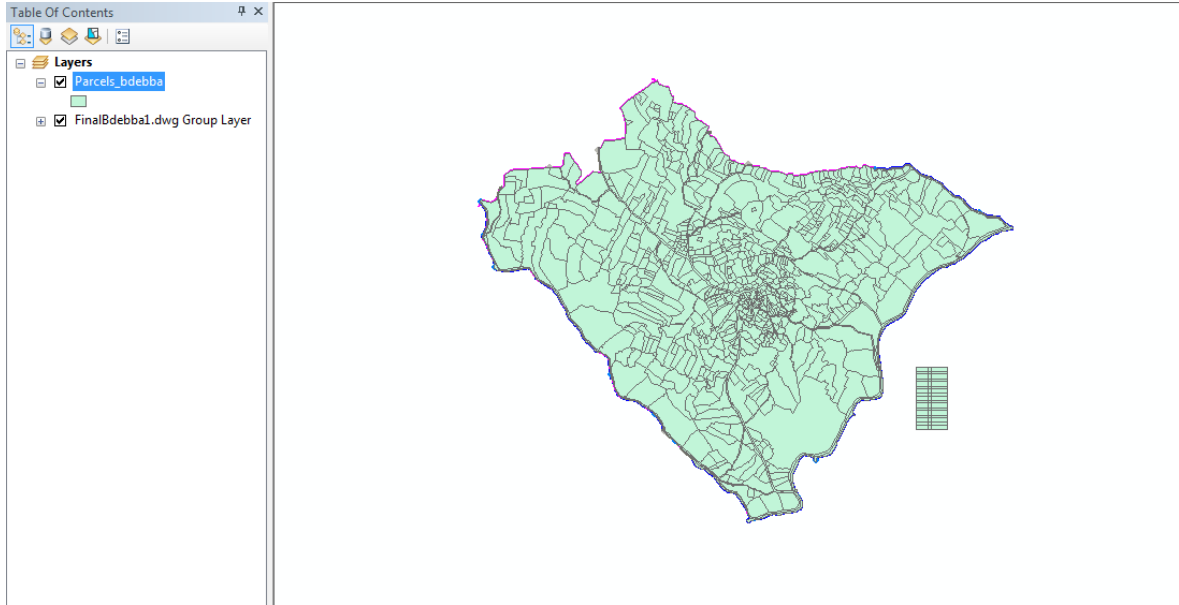 Table Of Contents
Layers
Parcels_bdebba
FinalBdebba1.dwg Group Layer